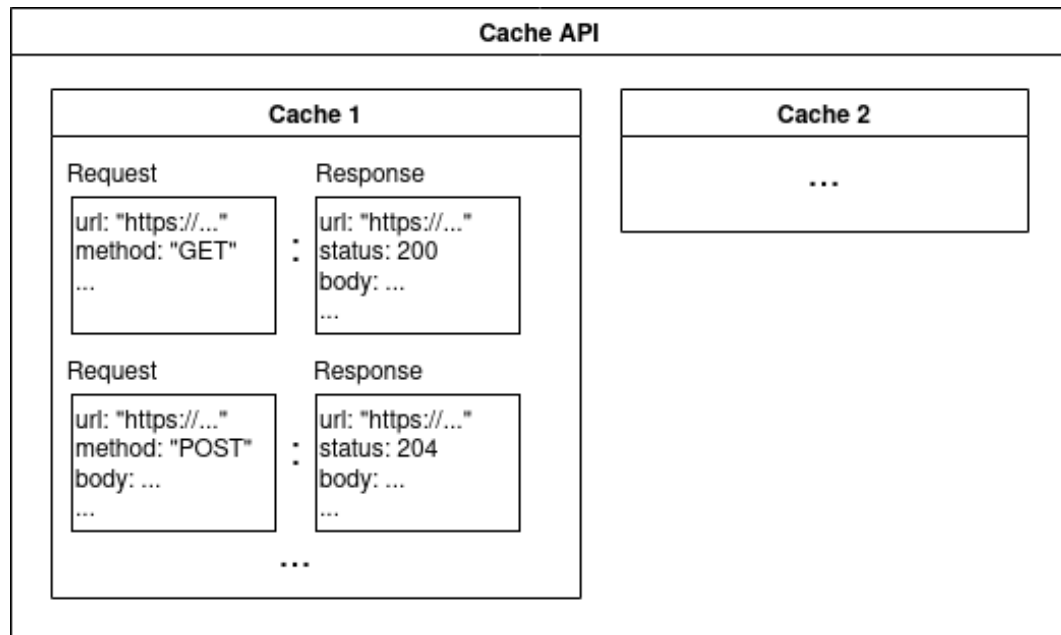 Cache API
Cache 1
Request
Response
url: "https://..."
method: "GET"
...
:
url: "https://..."
status: 200
body: ...
...
Request
Response
url: "https://..."
method: "POST"
body: ...
...
:
url: "https://..."
status: 204
body: ...
...
...
Cache 2
...